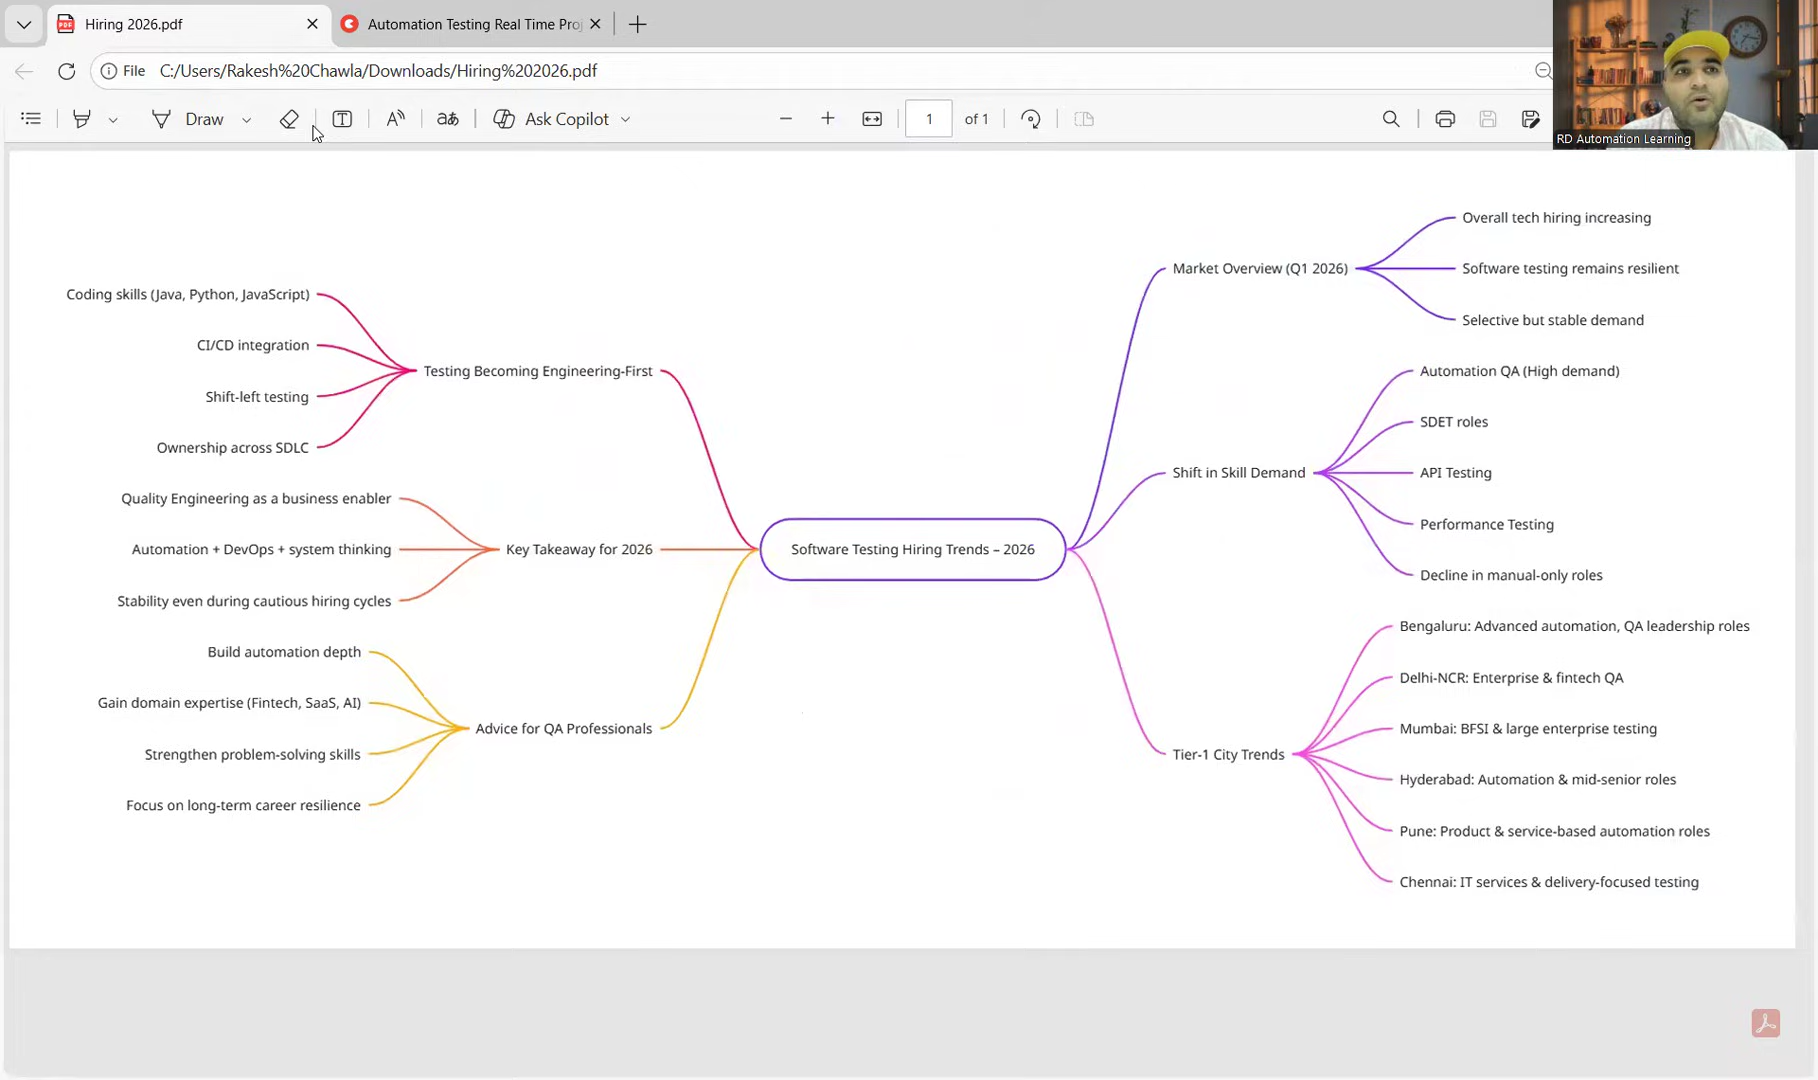 Hiring 2026.pdf
Automation Testing Real Time Proj
File C:/Users/Rakesh%20Chawla/Downloads/Hiring%202026.pdf
Draw
Ask Copilot
1 of 1
RD Automation Learning
Coding skills (Java, Python, JavaScript)
CI/CD integration
Shift-left testing
Ownership across SDLC
Testing Becoming Engineering-First
Quality Engineering as a business enabler
Automation + DevOps + system thinking
Stability even during cautious hiring cycles
Key Takeaway for 2026
Build automation depth
Gain domain expertise (Fintech, SaaS, AI)
Strengthen problem-solving skills
Focus on long-term career resilience
Advice for QA Professionals
Software Testing Hiring Trends – 2026
Market Overview (Q1 2026)
Overall tech hiring increasing
Software testing remains resilient
Selective but stable demand
Shift in Skill Demand
Automation QA (High demand)
SDET roles
API Testing
Performance Testing
Decline in manual-only roles
Tier-1 City Trends
Bengaluru: Advanced automation, QA leadership roles
Delhi-NCR: Enterprise & fintech QA
Mumbai: BFSI & large enterprise testing
Hyderabad: Automation & mid-senior roles
Pune: Product & service-based automation roles
Chennai: IT services & delivery-focused testing